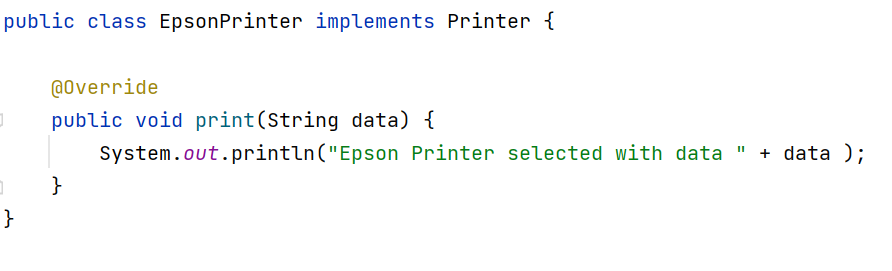 public class EpsonPrinter implements Printer {
@Override
public void print(String data) {
System.out.println("Epson Printer selected with data " + data );
}
}